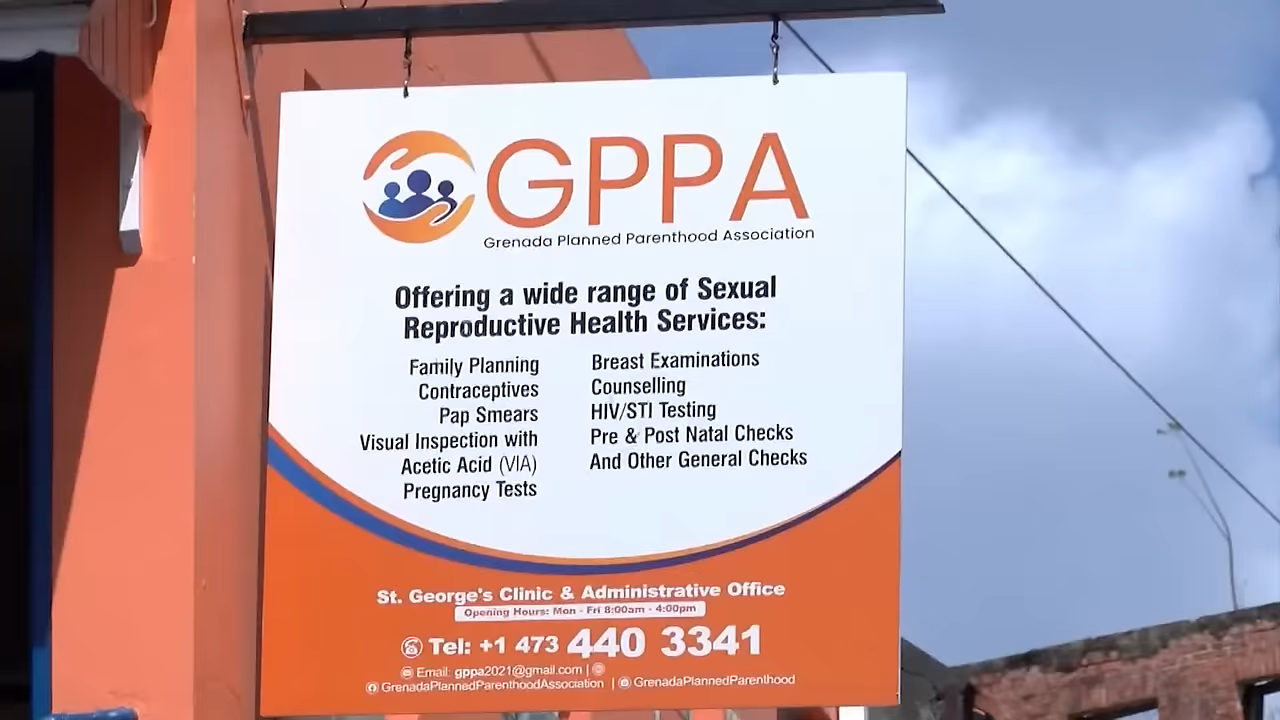 GPPA
Grenada Planned Parenthood Association
Offering a wide range of Sexual
Reproductive Health Services:
Family Planning
Contraceptives
Pap Smears
Visual Inspection with
Acetic Acid (VIA)
Pregnancy Tests
Breast Examinations
Counselling
HIV/STI Testing
Pre & Post Natal Checks
And Other General Checks
St. George's Clinic & Administrative Office
Opening Hours: Mon - Fri 8:00am - 4:00pm
Tel: +1 473 440 3341
Email: gppa2021@gmail.com |
GrenadaPlannedParenthoodAssociation | GrenadaPlannedParenthood